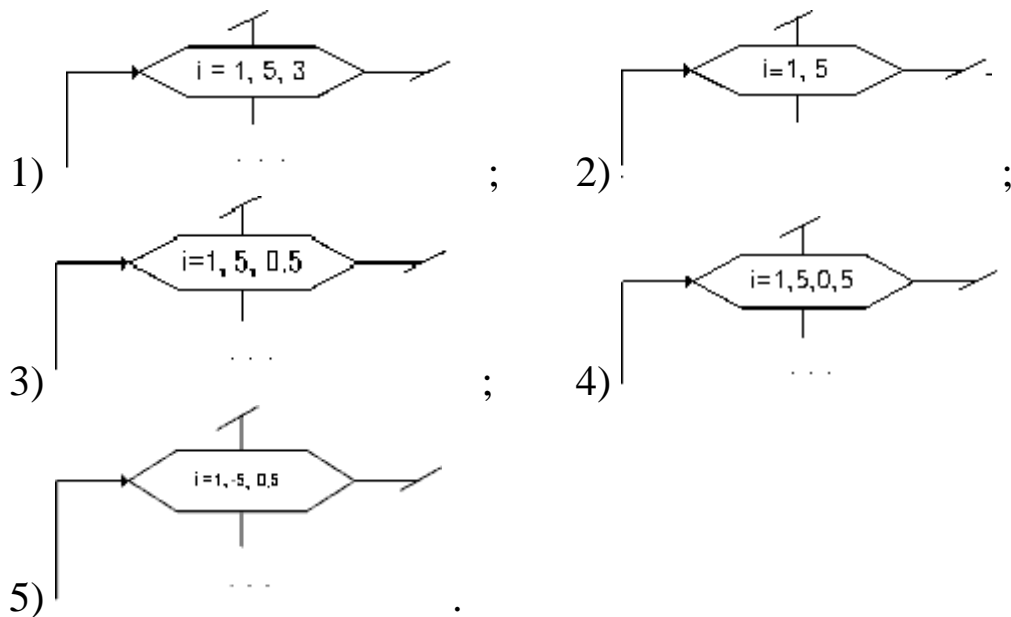 i = 1, 5, 3
i=1, 5
1) . . . ;
2) ;
i=1, 5, 0.5
i=1,5,0,5
3) . . . ;
4) . . .
i=1, -5, 0.5
5) . . . .